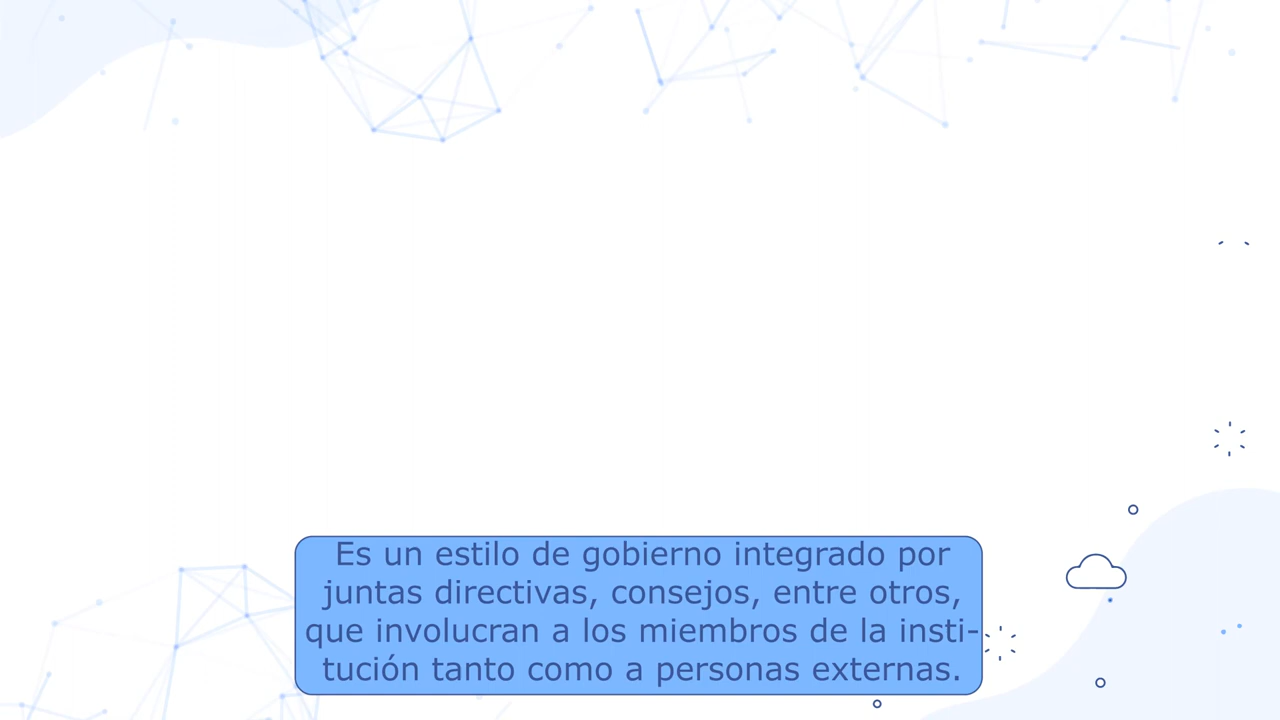 Es un estilo de gobierno integrado por
juntas directivas, consejos, entre otros,
que involucran a los miembros de la insti-
tución tanto como a personas externas.